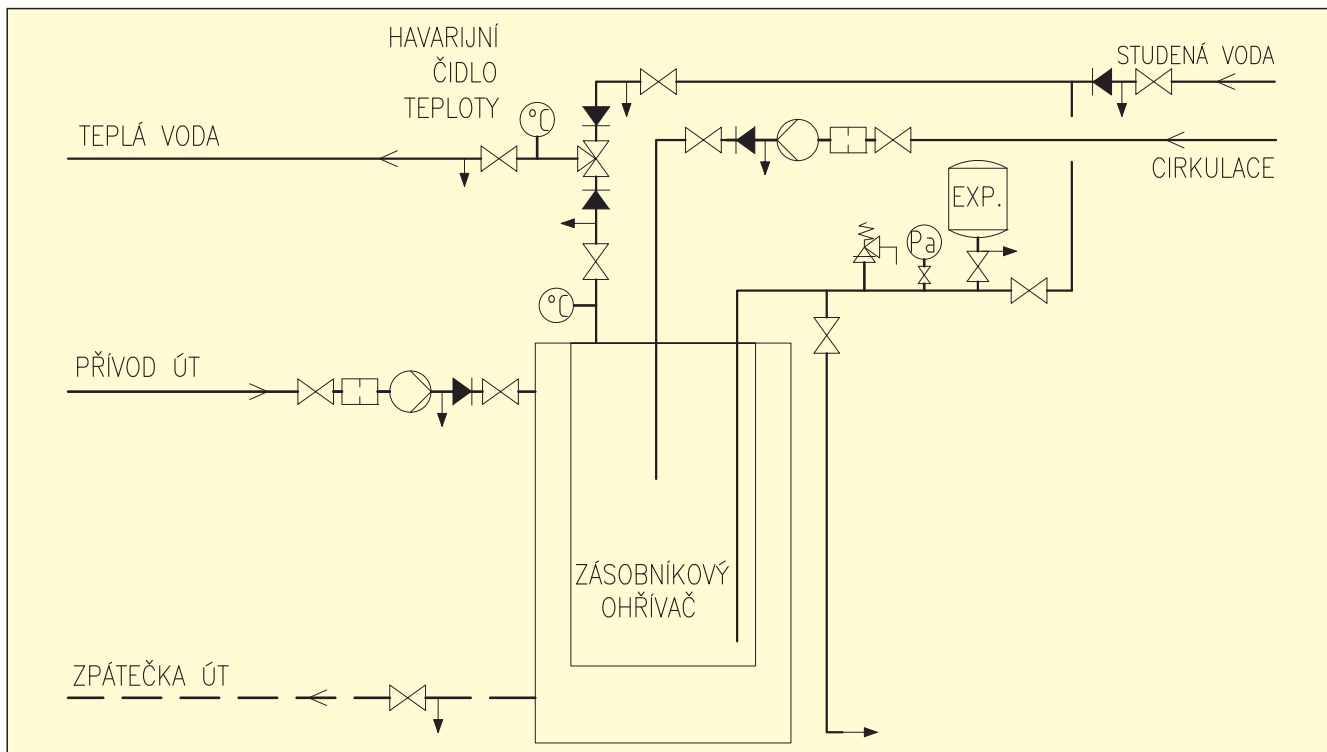 HAVARIJNÍ
ČIDLO
TEPLOTY
STUDENÁ VODA
°C
TEPLÁ VODA
CIRKULACE
EXP.
Pa
°C
PŘÍVOD ÚT
ZÁSOBNÍKOVÝ
OHŘÍVAČ
ZPÁTEČKA ÚT